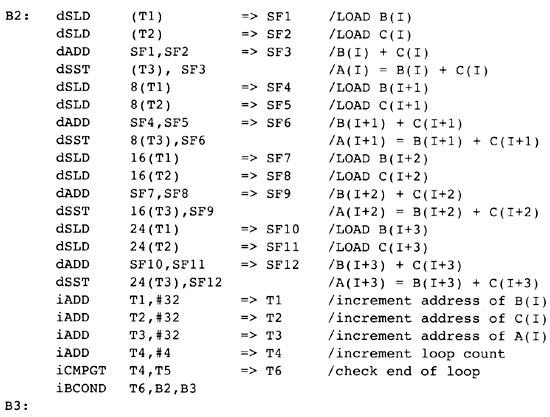 B2: dSLD (T1) => SF1 /LOAD B(I)
dSLD (T2) => SF2 /LOAD C(I)
dADD SF1,SF2 => SF3 /B(I) + C(I)
dSST (T3), SF3 /A(I) = B(I) + C(I)
dSLD 8(T1) => SF4 /LOAD B(I+1)
dSLD 8(T2) => SF5 /LOAD C(I+1)
dADD SF4,SF5 => SF6 /B(I+1) + C(I+1)
dSST 8(T3),SF6 /A(I+1) = B(I+1) + C(I+1)
dSLD 16(T1) => SF7 /LOAD B(I+2)
dSLD 16(T2) => SF8 /LOAD C(I+2)
dADD SF7,SF8 => SF9 /B(I+2) + C(I+2)
dSST 16(T3),SF9 /A(I+2) = B(I+2) + C(I+2)
dSLD 24(T1) => SF10 /LOAD B(I+3)
dSLD 24(T2) => SF11 /LOAD C(I+3)
dADD SF10,SF11 => SF12 /B(I+3) + C(I+3)
dSST 24(T3),SF12 /A(I+3) = B(I+3) + C(I+3)
iADD T1,#32 => T1 /increment address of B(I)
iADD T2,#32 => T2 /increment address of C(I)
iADD T3,#32 => T3 /increment address of A(I)
iADD T4,#4 => T4 /increment loop count
iCMPGT T4,T5 => T6 /check end of loop
iBCOND T6,B2,B3
B3: